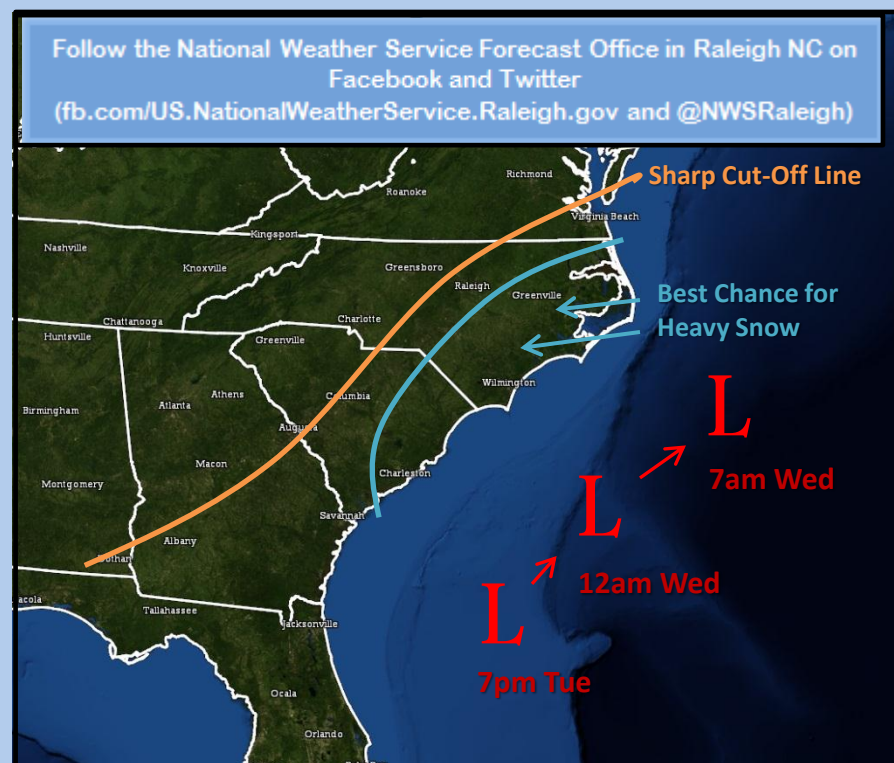 Follow the National Weather Service Forecast Office in Raleigh NC on
Facebook and Twitter
(fb.com/US.NationalWeatherService.Raleigh.gov and @NWSRaleigh)
Sharp Cut-Off Line
Richmond
Roanoke
Virginia Beach
Kingsport
Nashville
Knoxville
Greensboro
Raleigh
Greenville
Best Chance for
Heavy Snow
Chattanooga
Charlotte
Huntsville
Greenville
Wilmington
Athens
Columbia
Atlanta
Birmingham
Augusta
L
7am Wed
Macon
Charleston
Montgomery
L
12am Wed
Savannah
Albany
Dothan
L
7pm Tue
acola
Tallahassee
Jacksonville
Ocala
Orlando